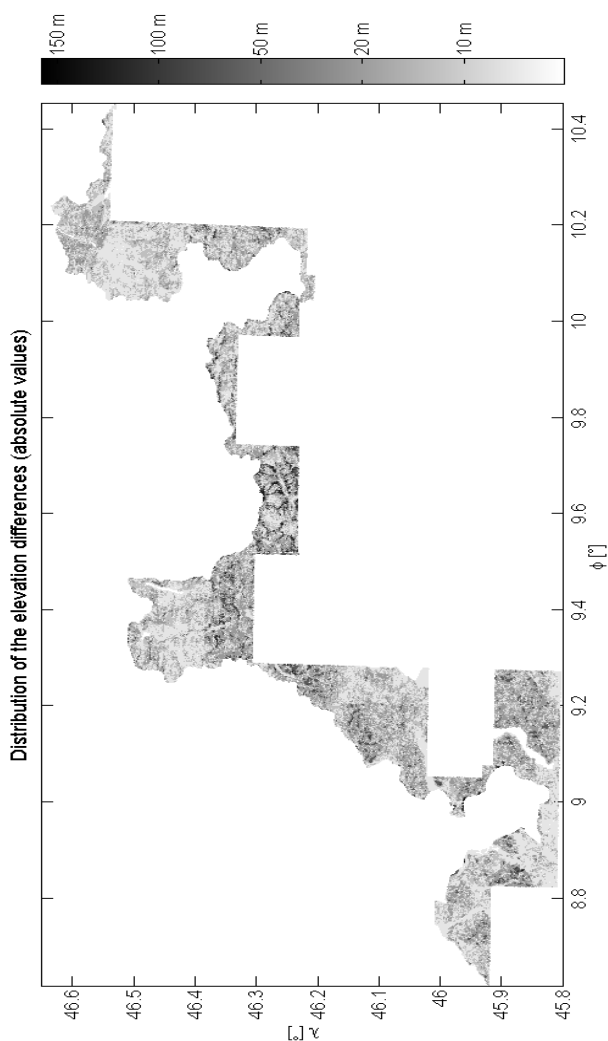 Distribution of the elevation differences (absolute values)
150 m
100 m
50 m
20 m
10 m
46.6
46.5
46.4
46.3
46.2
46.1
46
45.9
45.8
λ [°]
8.8
9
9.2
9.4
9.6
9.8
10
10.2
10.4
ϕ [°]